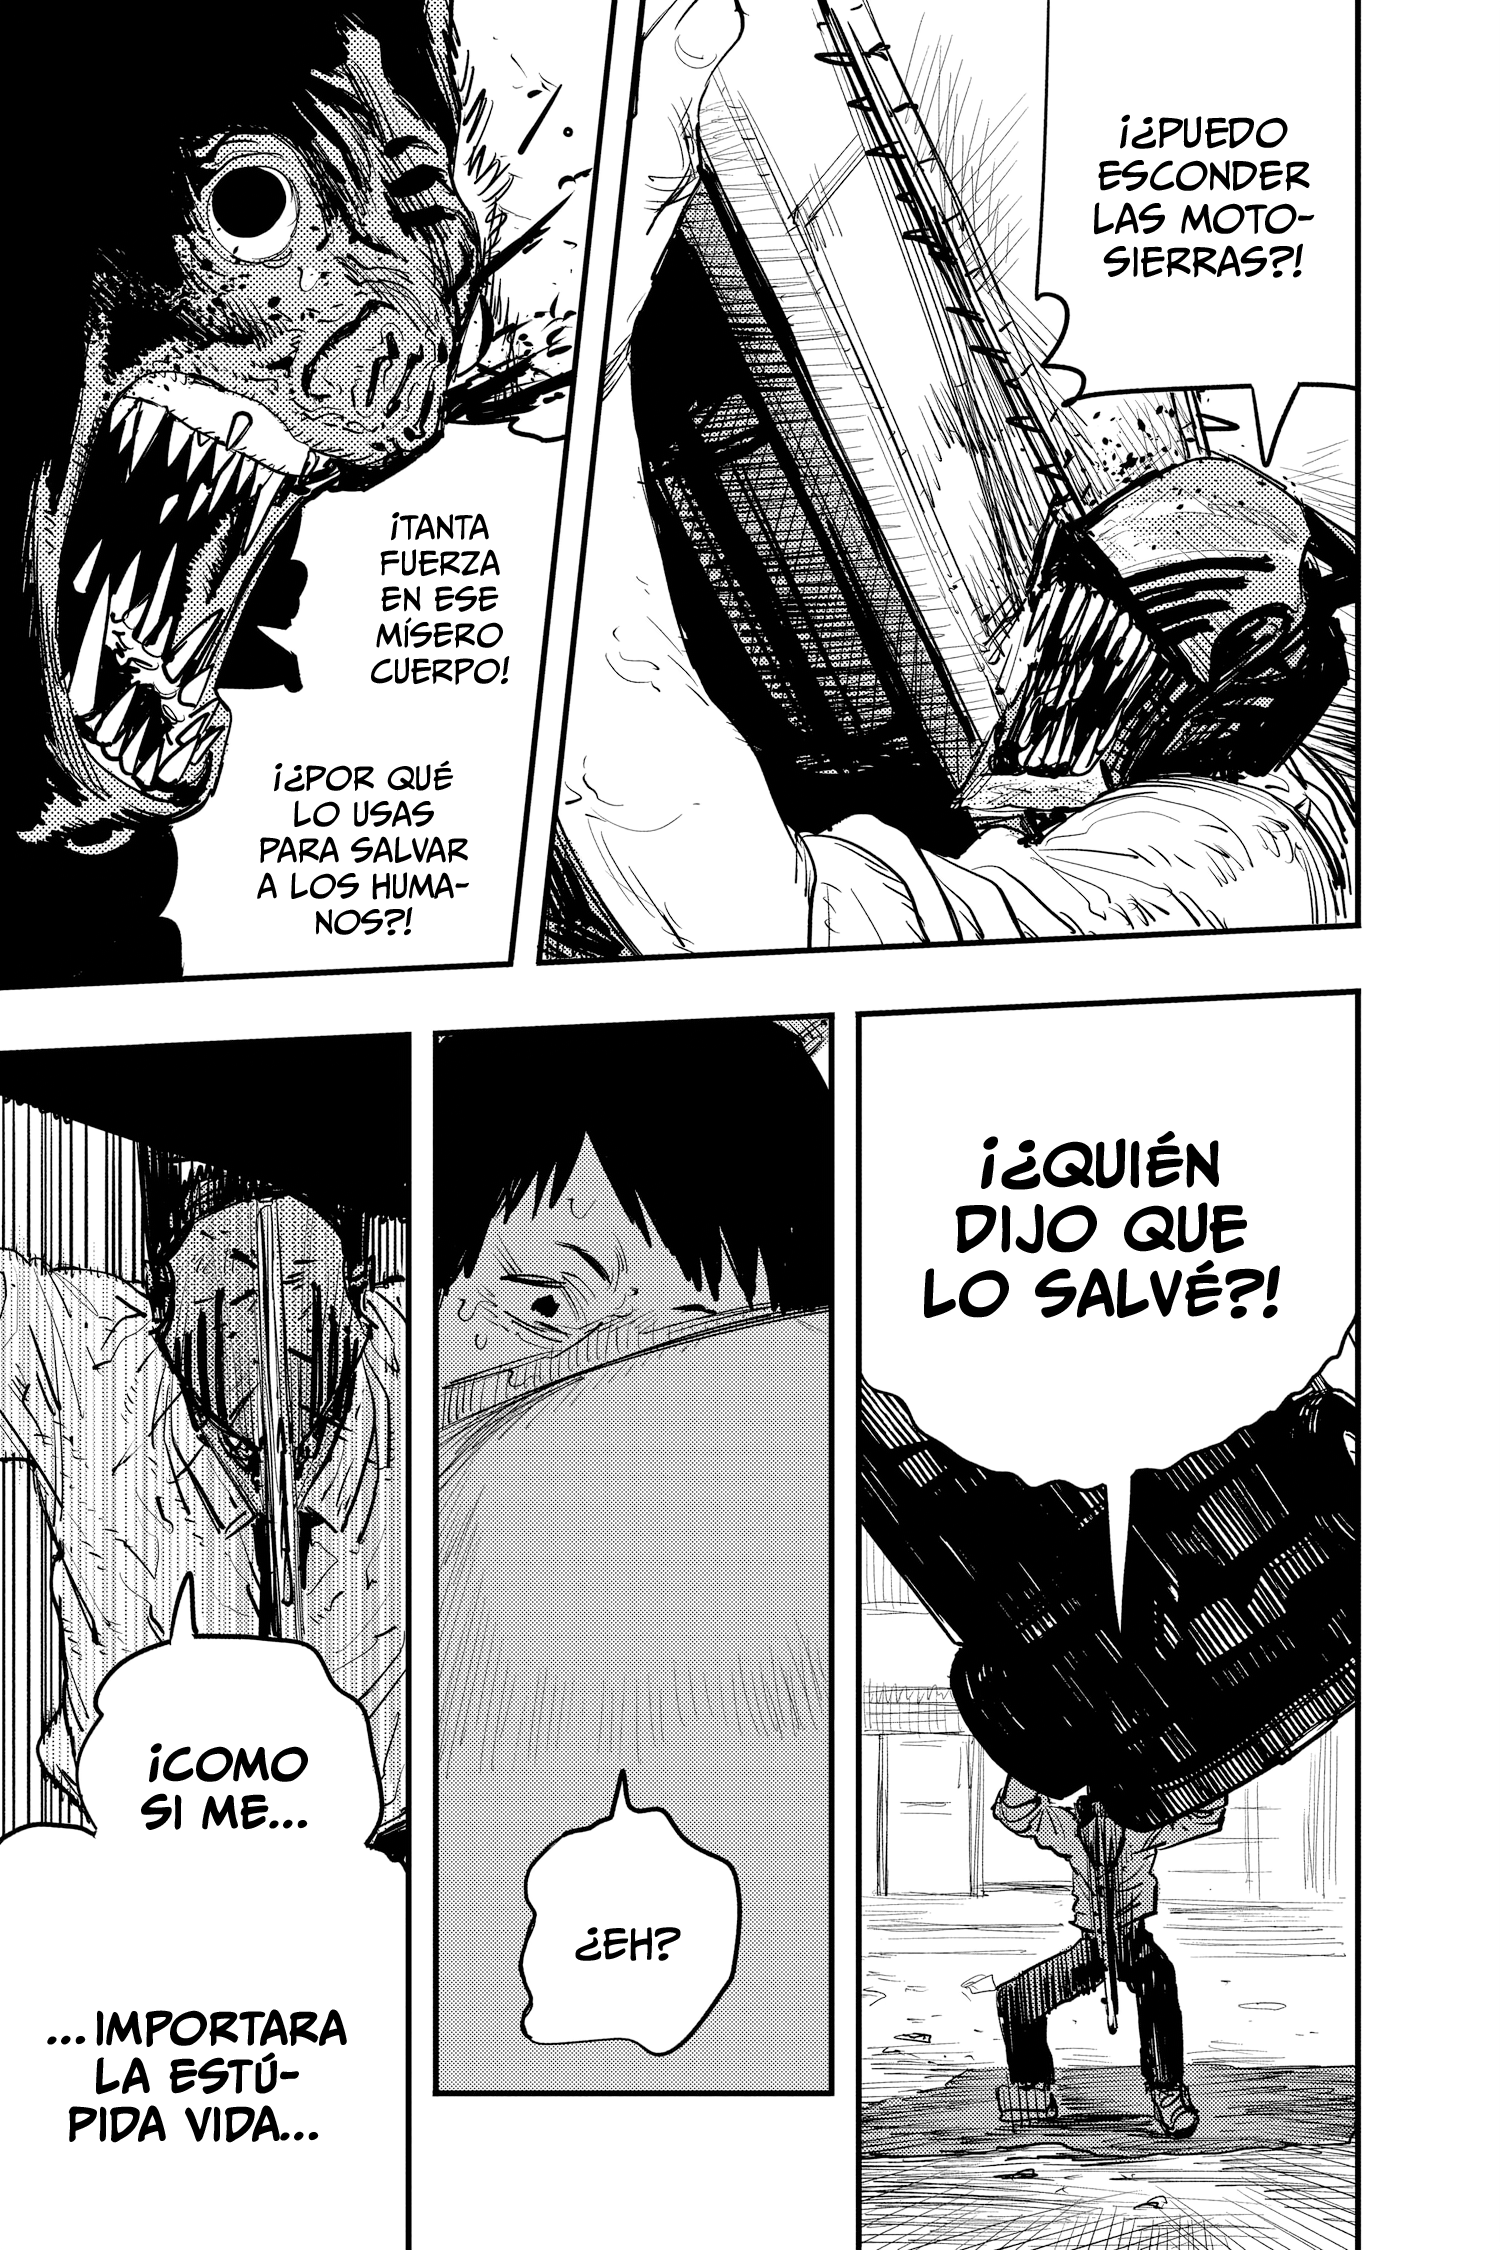 ¡¿PUEDO
ESCONDER
LAS MOTO-
SIERRAS?!
¡TANTA
FUERZA
EN ESE
MÍSERO
CUERPO!
¡¿POR QUÉ
LO USAS
PARA SALVAR
A LOS HUMA-
NOS?!
¡¿QUIÉN
DIJO QUE
LO SALVÉ?!
¿EH?
¡COMO
SI ME...
...IMPORTARA
LA ESTÚ-
PIDA VIDA...